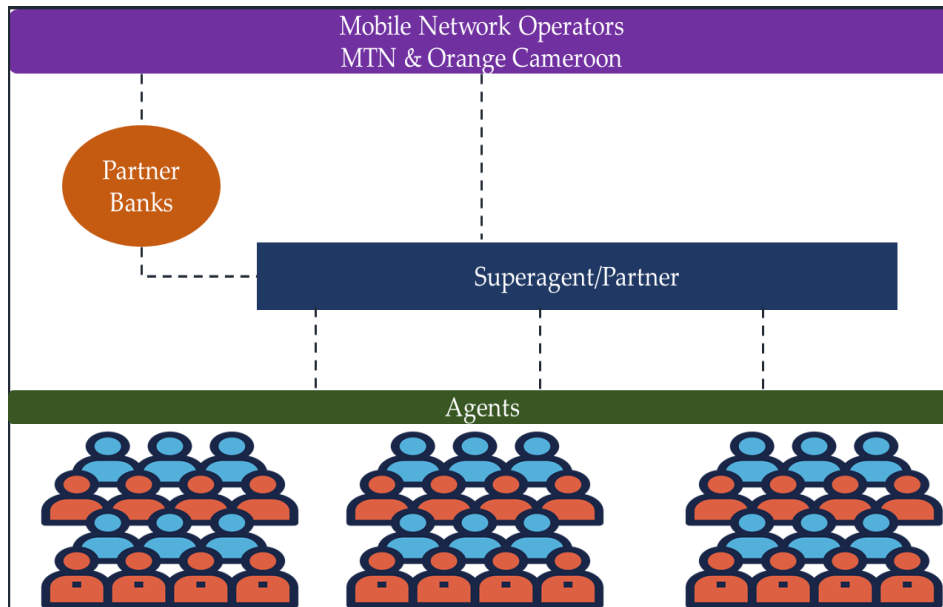 Mobile Network Operators
MTN & Orange Cameroon
Partner
Banks
Superagent/Partner
Agents